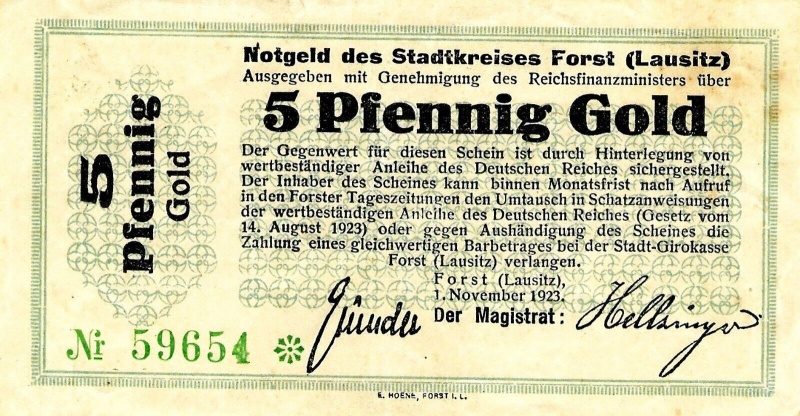 Notgeld des Stadtkreises Forst (Lausitz)
Ausgegeben mit Genehmigung des Reichsfinanzministers über
5 Pfennig Gold
5
Pfennig
Gold
Der Gegenwert für diesen Schein ist durch Hinterlegung von
wertbeständiger Anleihe des Deutschen Reiches sichergestellt.
Der Inhaber des Scheines kann binnen Monatsfrist nach Aufruf
in den Forster Tageszeitungen den Umtausch in Schatzanweisungen
der wertbeständigen Anleihe des Deutschen Reiches (Gesetz vom
14. August 1923) oder gegen Aushändigung des Scheines die
Zahlung eines gleichwertigen Barbetrages bei der Stadt-Girokasse
Forst (Lausitz) verlangen.
Forst (Lausitz),
1. November 1923.
Der Magistrat:
Nr 59654
E. HOENE, FORST I. L.